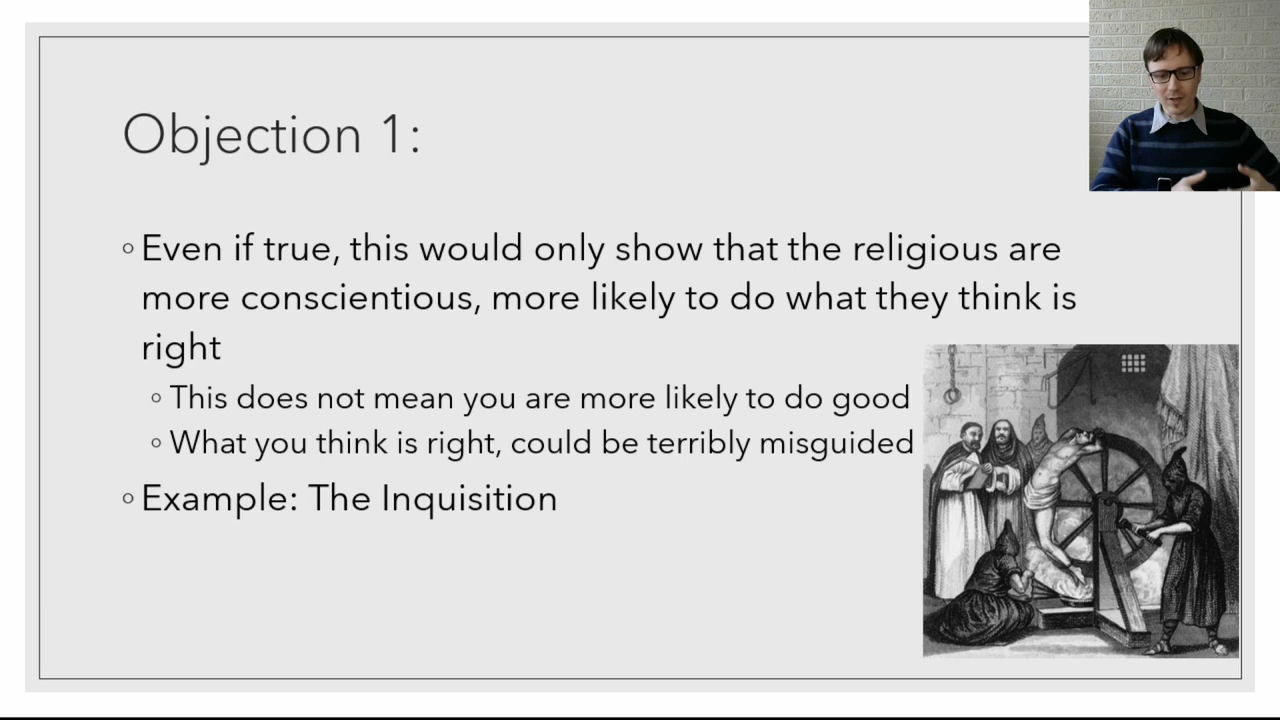 Objection 1:
◦ Even if true, this would only show that the religious are
more conscientious, more likely to do what they think is
right
◦ This does not mean you are more likely to do good
◦ What you think is right, could be terribly misguided
◦ Example: The Inquisition